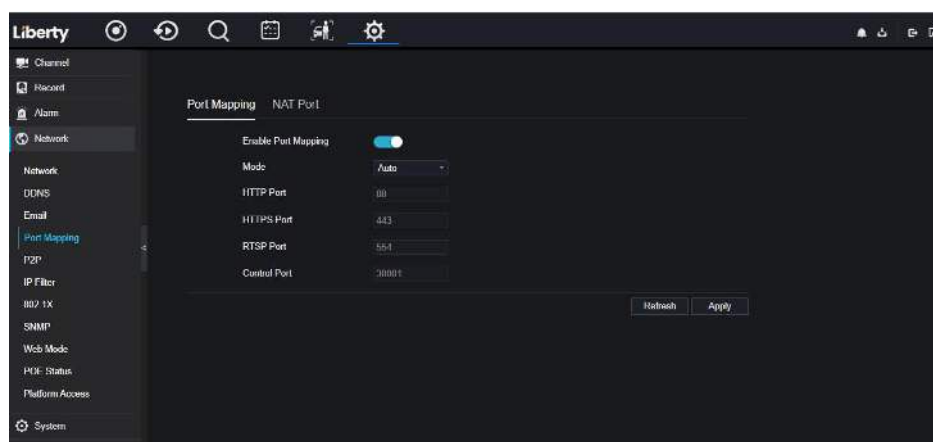 Liberty
Channel
Record
Alarm
Network
Network
DDNS
Email
Port Mapping
P2P
IP Filter
802 1X
SNMP
Web Mode
POE Status
Platform Access
System
Port Mapping NAT Port
Enable Port Mapping
Mode Auto
HTTP Port 80
HTTPS Port 443
RTSP Port 554
Control Port 30001
Refresh Apply